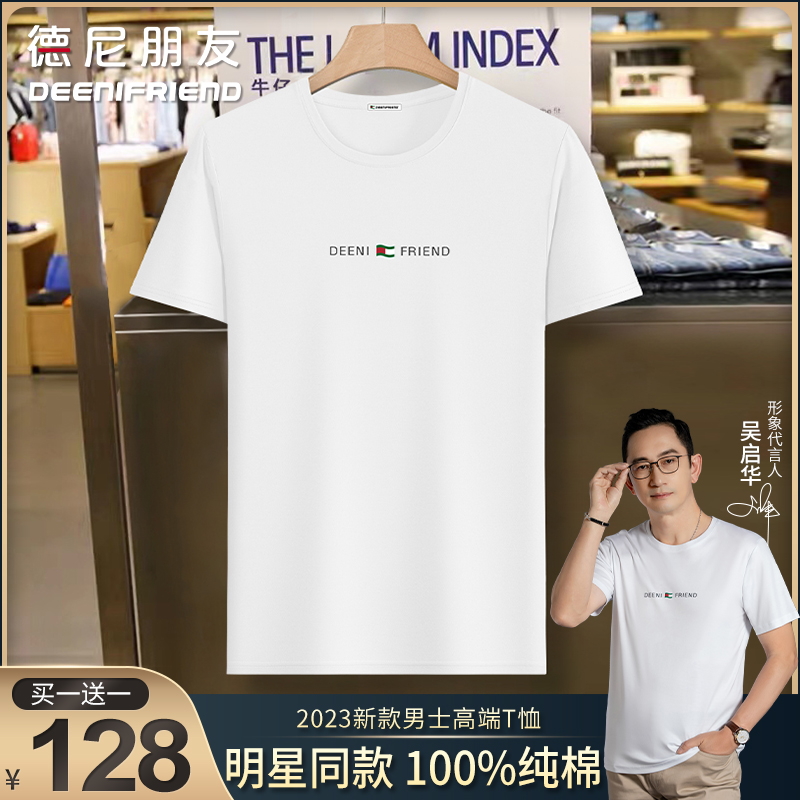 德尼朋友
DEENIFRIEND
THE
INDEX
牛仔
DEENI FRIEND
形象代言人
吴启华
DEENI FRIEND
买一送一
¥128
2023新款男士高端T恤
明星同款 100%纯棉